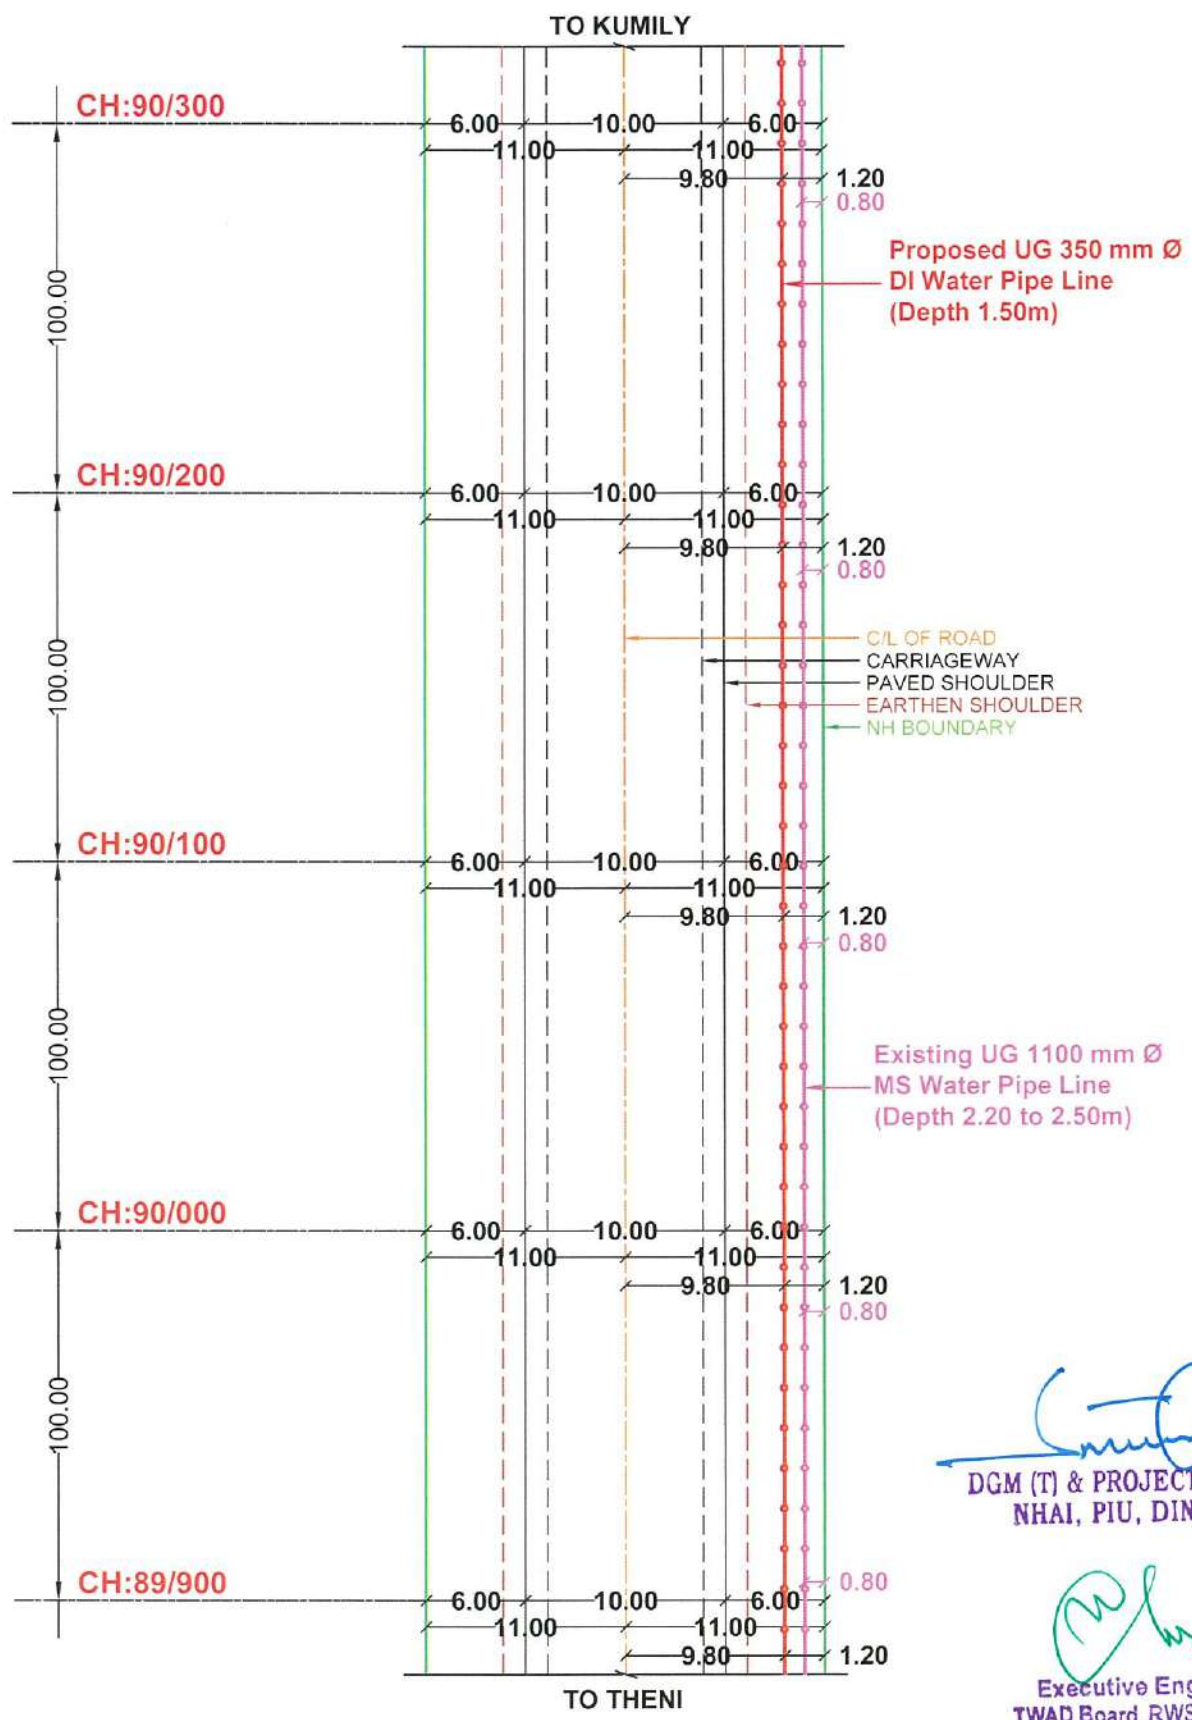 TO KUMILY
CH:90/300
6.00 10.00 6.00
11.00 11.00
9.80 1.20
0.80
Proposed UG 350 mm Ø
DI Water Pipe Line
(Depth 1.50m)
100.00
CH:90/200
6.00 10.00 6.00
11.00 11.00
9.80 1.20
0.80
C/L OF ROAD
CARRIAGEWAY
PAVED SHOULDER
EARTHEN SHOULDER
NH BOUNDARY
100.00
CH:90/100
6.00 10.00 6.00
11.00 11.00
9.80 1.20
0.80
Existing UG 1100 mm Ø
MS Water Pipe Line
(Depth 2.20 to 2.50m)
100.00
CH:90/000
6.00 10.00 6.00
11.00 11.00
9.80 1.20
0.80
100.00
DGM (T) & PROJECT
NHAI, PIU, DIN
CH:89/900
0.80
6.00 10.00 6.00
11.00 11.00
9.80 1.20
TO THENI
Executive Eng
TWAD Board, RWS